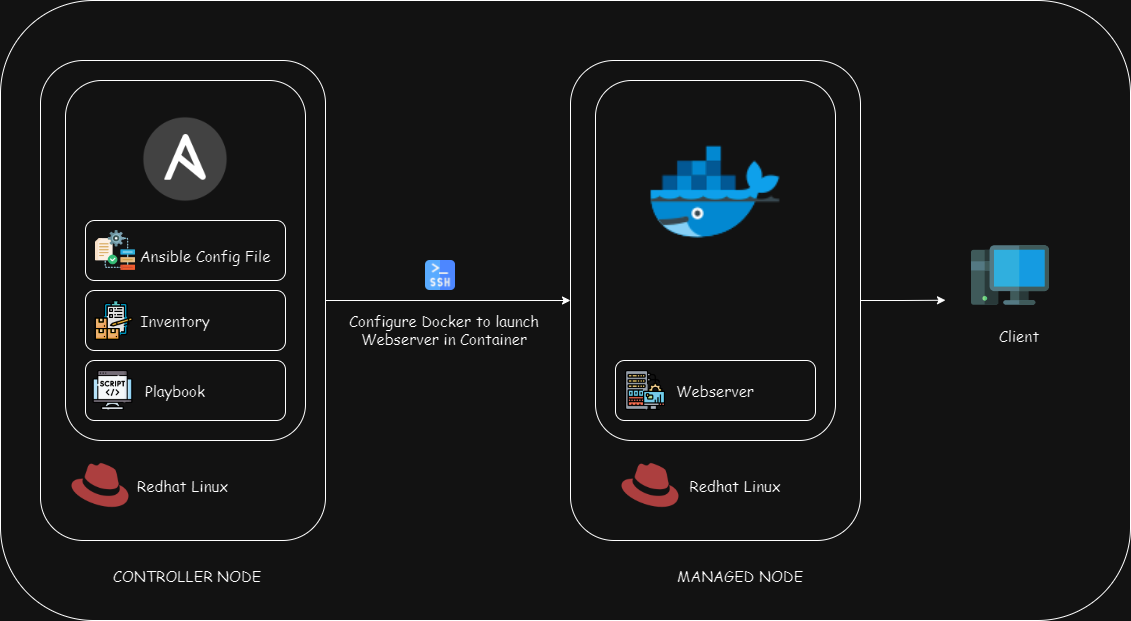 Ansible Config File
Inventory
SCRIPT
</>
Playbook
Redhat Linux
CONTROLLER NODE
>_
SSH
Configure Docker to launch
Webserver in Container
Webserver
Redhat Linux
MANAGED NODE
Client